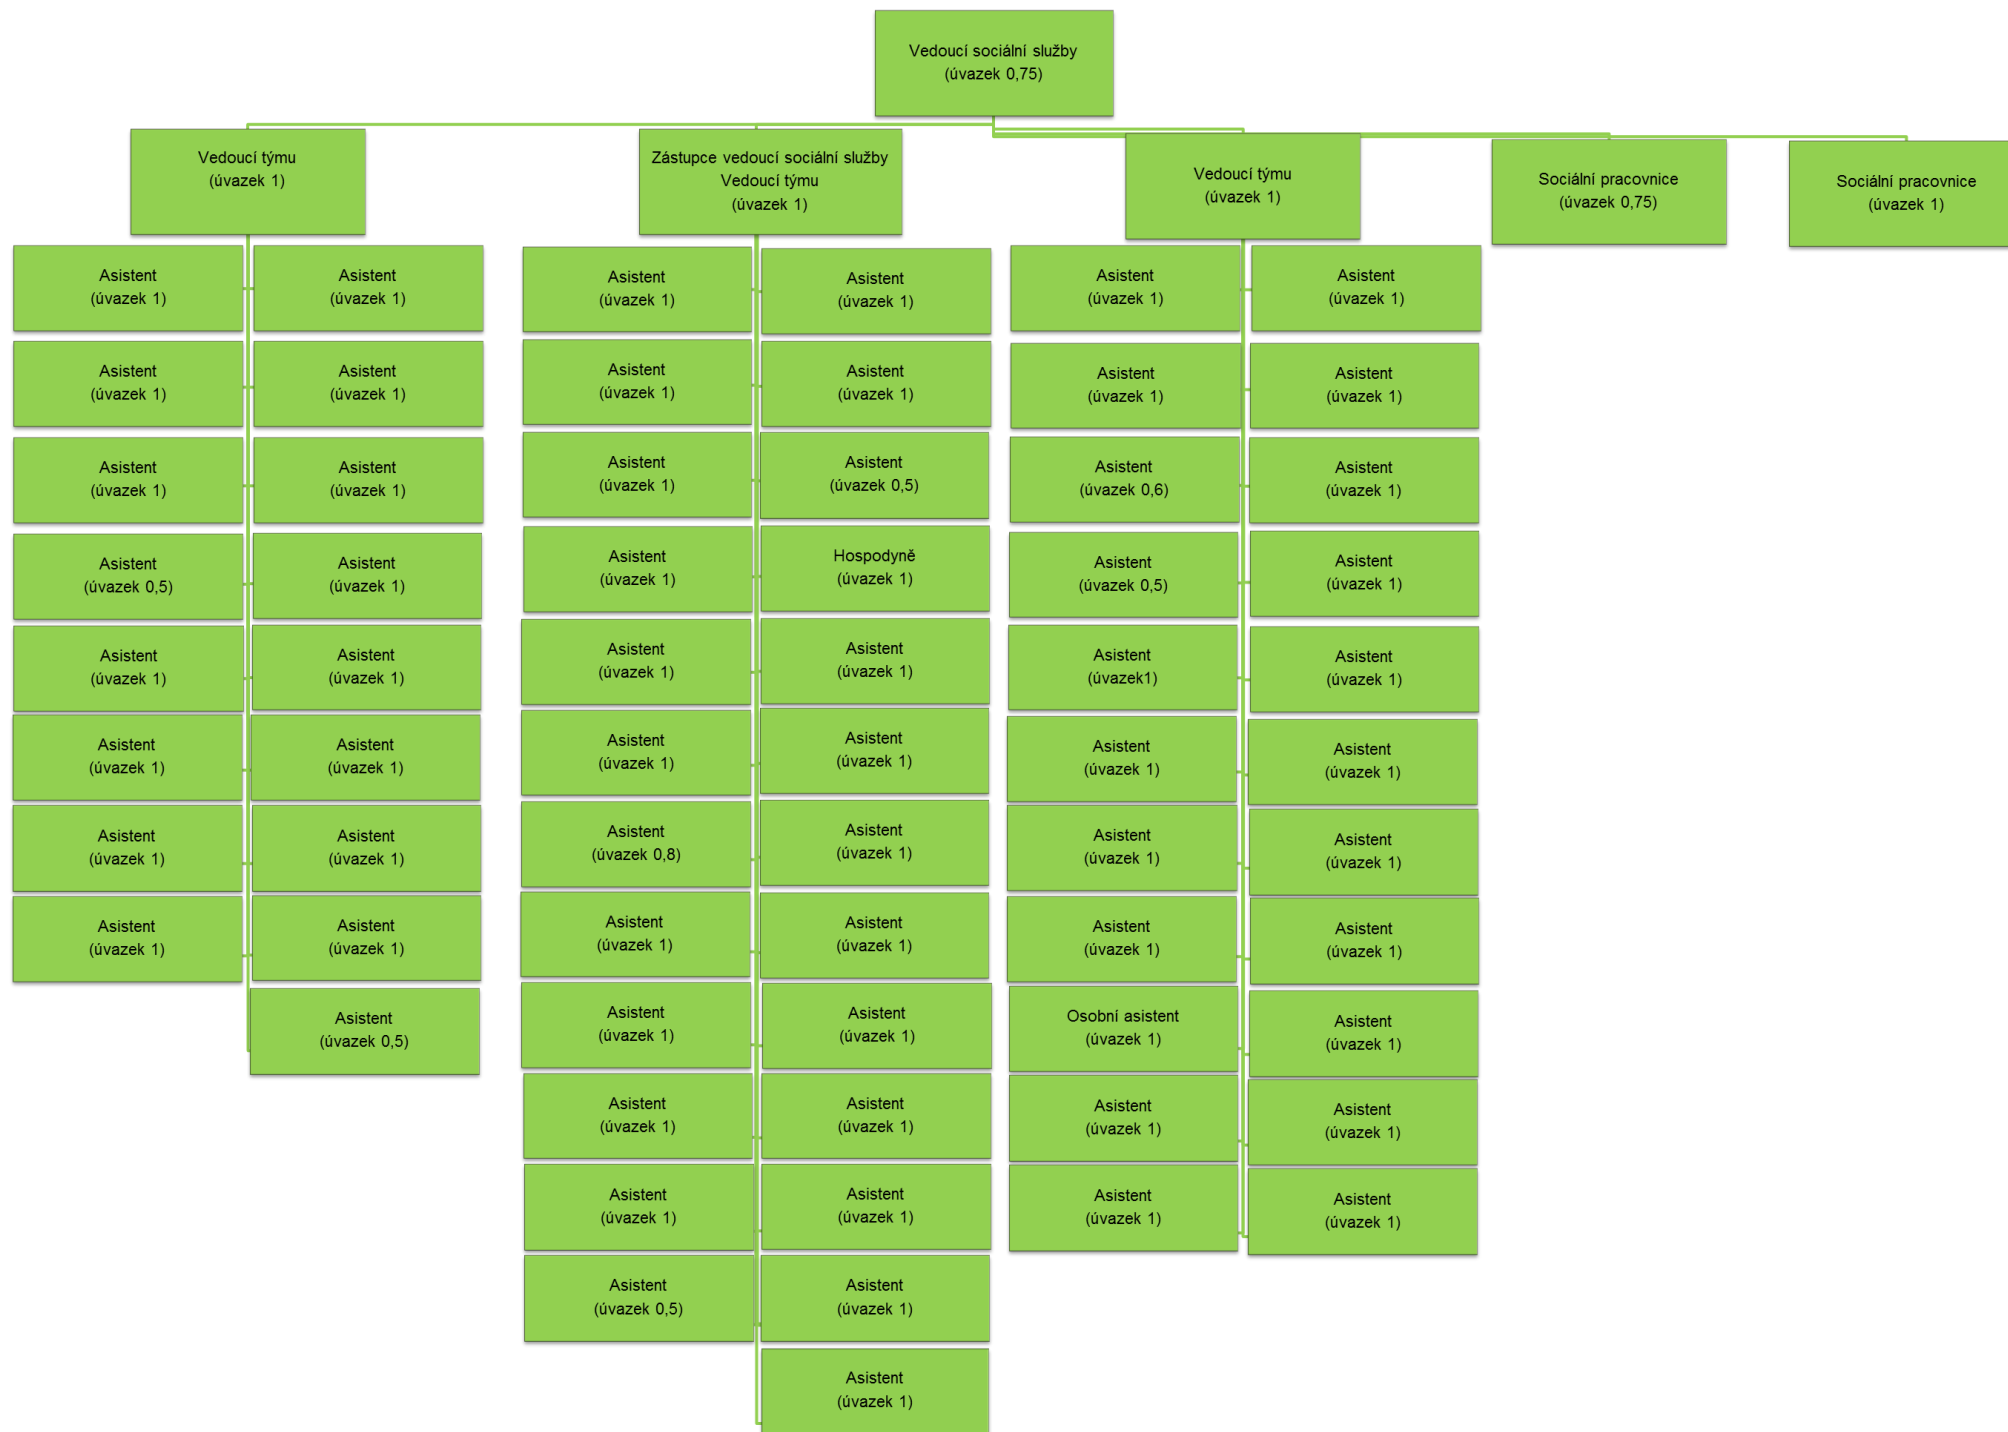 Vedoucí sociální služby
(úvazek 0,75)
Vedoucí týmu
(úvazek 1)
Zástupce vedoucí sociální služby
Vedoucí týmu
(úvazek 1)
Vedoucí týmu
(úvazek 1)
Sociální pracovnice
(úvazek 0,75)
Sociální pracovnice
(úvazek 1)
Asistent
(úvazek 1)
Asistent
(úvazek 1)
Asistent
(úvazek 1)
Asistent
(úvazek 1)
Asistent
(úvazek 1)
Asistent
(úvazek 1)
Asistent
(úvazek 0,5)
Asistent
(úvazek 1)
Asistent
(úvazek 1)
Asistent
(úvazek 1)
Asistent
(úvazek 1)
Asistent
(úvazek 1)
Asistent
(úvazek 1)
Asistent
(úvazek 1)
Asistent
(úvazek 1)
Asistent
(úvazek 1)
Asistent
(úvazek 0,5)
Asistent
(úvazek 1)
Asistent
(úvazek 1)
Asistent
(úvazek 1)
Asistent
(úvazek 1)
Asistent
(úvazek 1)
Asistent
(úvazek 0,5)
Asistent
(úvazek 1)
Hospodyně
(úvazek 1)
Asistent
(úvazek 1)
Asistent
(úvazek 1)
Asistent
(úvazek 1)
Asistent
(úvazek 1)
Asistent
(úvazek 0,8)
Asistent
(úvazek 1)
Asistent
(úvazek 1)
Asistent
(úvazek 1)
Asistent
(úvazek 1)
Asistent
(úvazek 1)
Asistent
(úvazek 1)
Asistent
(úvazek 1)
Asistent
(úvazek 1)
Asistent
(úvazek 1)
Asistent
(úvazek 0,5)
Asistent
(úvazek 1)
Asistent
(úvazek 1)
Asistent
(úvazek 1)
Asistent
(úvazek 1)
Asistent
(úvazek 1)
Asistent
(úvazek 1)
Asistent
(úvazek 0,6)
Asistent
(úvazek 1)
Asistent
(úvazek 0,5)
Asistent
(úvazek 1)
Asistent
(úvazek1)
Asistent
(úvazek 1)
Asistent
(úvazek 1)
Asistent
(úvazek 1)
Asistent
(úvazek 1)
Asistent
(úvazek 1)
Asistent
(úvazek 1)
Asistent
(úvazek 1)
Osobní asistent
(úvazek 1)
Asistent
(úvazek 1)
Asistent
(úvazek 1)
Asistent
(úvazek 1)
Asistent
(úvazek 1)
Asistent
(úvazek 1)